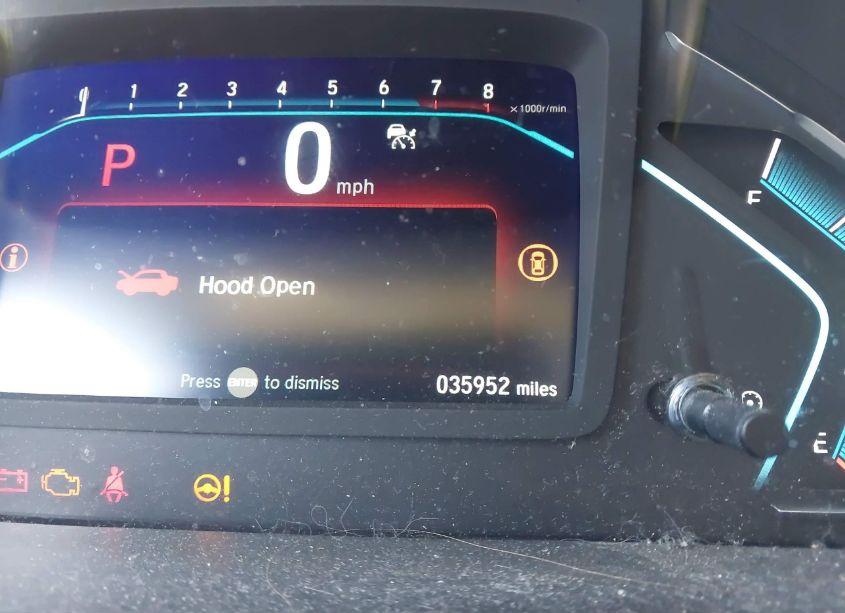 0 1 2 3 4 5 6 7 8 ×1000r/min
P 0 mph
F
i
Hood Open
Press ENTER to dismiss
035952 miles
E